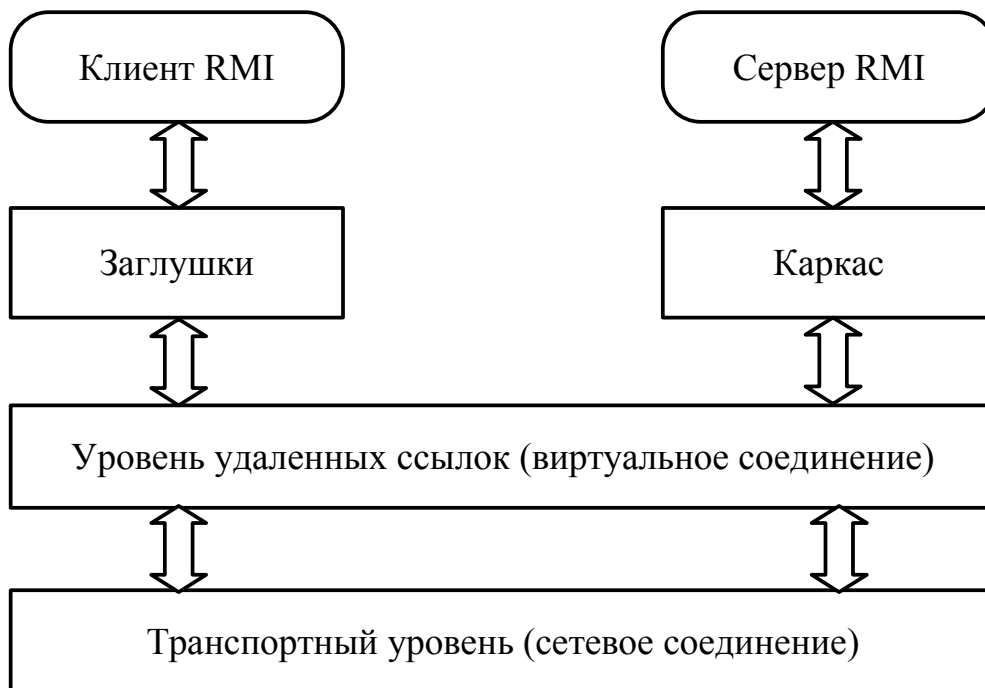 Клиент RMI
Сервер RMI
Заглушки
Каркас
Уровень удаленных ссылок (виртуальное соединение)
Транспортный уровень (сетевое соединение)